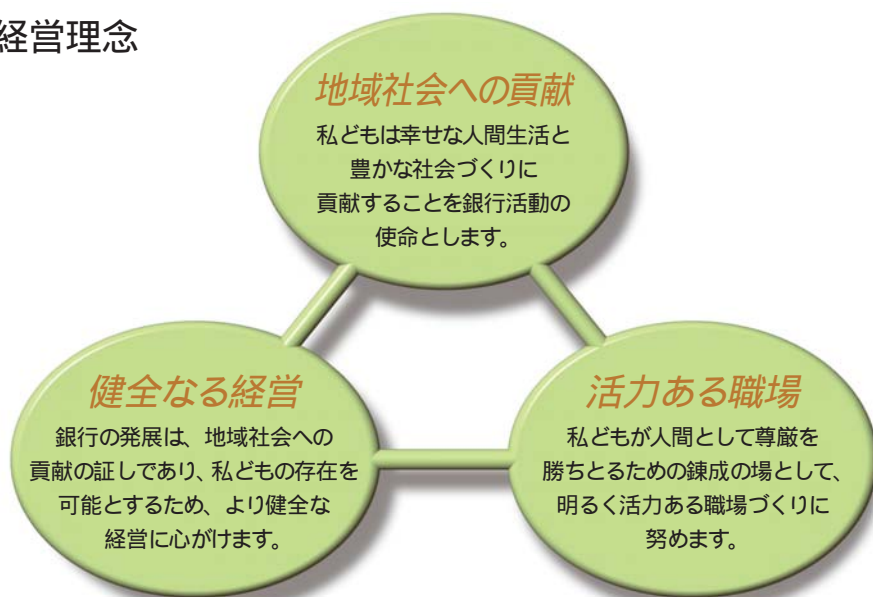 経営理念
地域社会への貢献
私どもは幸せな人間生活と
豊かな社会づくりに
貢献することを銀行活動の
使命とします。
健全なる経営
銀行の発展は、地域社会への
貢献の証しであり、私どもの存在を
可能とするため、より健全な
経営に心がけます。
活力ある職場
私どもが人間として尊厳を
勝ちとるための錬成の場として、
明るく活力ある職場づくりに
努めます。